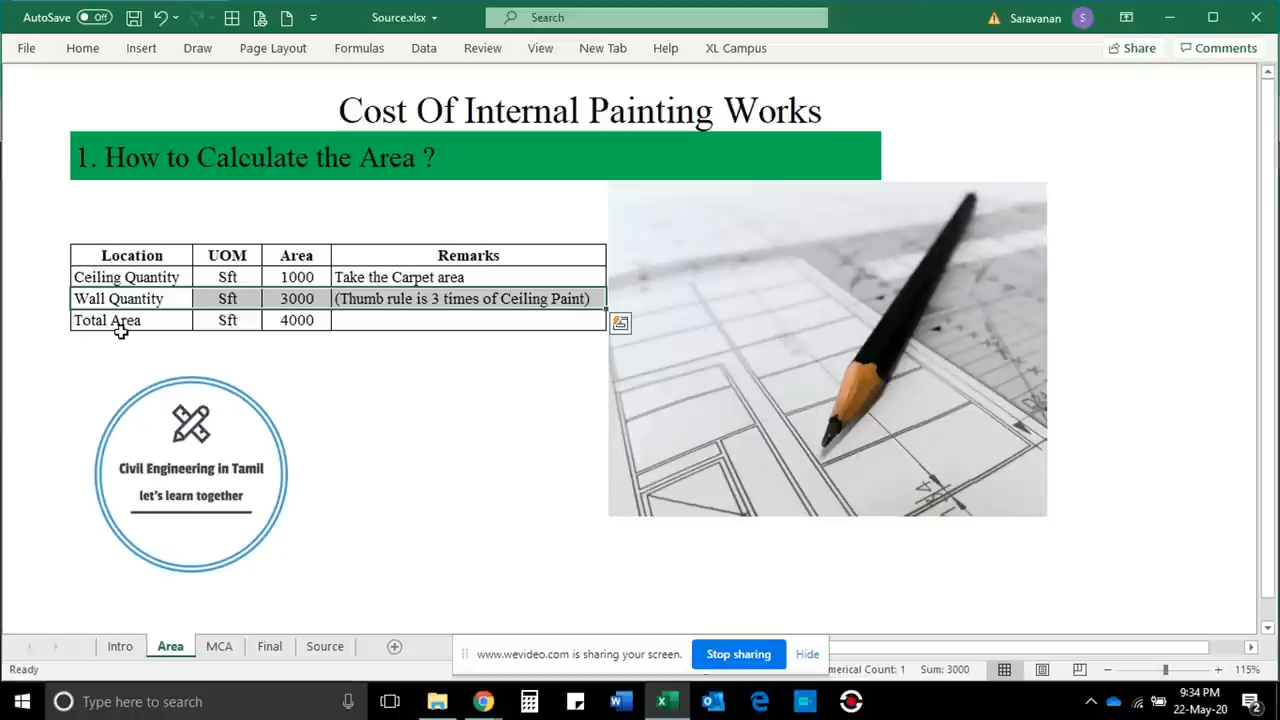 AutoSave Off Source.xlsx Search Saravanan S
File Home Insert Draw Page Layout Formulas Data Review View New Tab Help XL Campus Share Comments
Cost Of Internal Painting Works
1. How to Calculate the Area ?
Location UOM Area Remarks
Ceiling Quantity Sft 1000 Take the Carpet area
Wall Quantity Sft 3000 (Thumb rule is 3 times of Ceiling Paint)
Total Area Sft 4000
Civil Engineering in Tamil
let's learn together
Intro Area MCA Final Source
www.wevideo.com is sharing your screen. Stop sharing Hide
Ready merical Count: 1 Sum: 3000 115%
Type here to search
9:34 PM
22-May-20
2